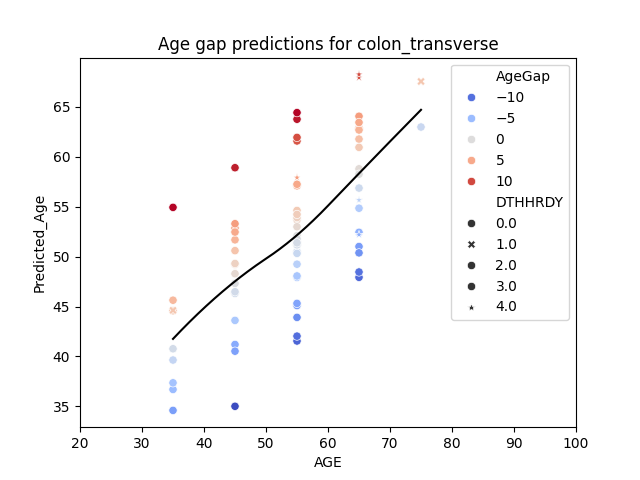 Age gap predictions for colon_transverse
Predicted_Age
65
60
55
50
45
40
35
20 30 40 50 60 70 80 90 100
AGE
AgeGap
−10
−5
0
5
10
DTHHRDY
0.0
1.0
2.0
3.0
4.0